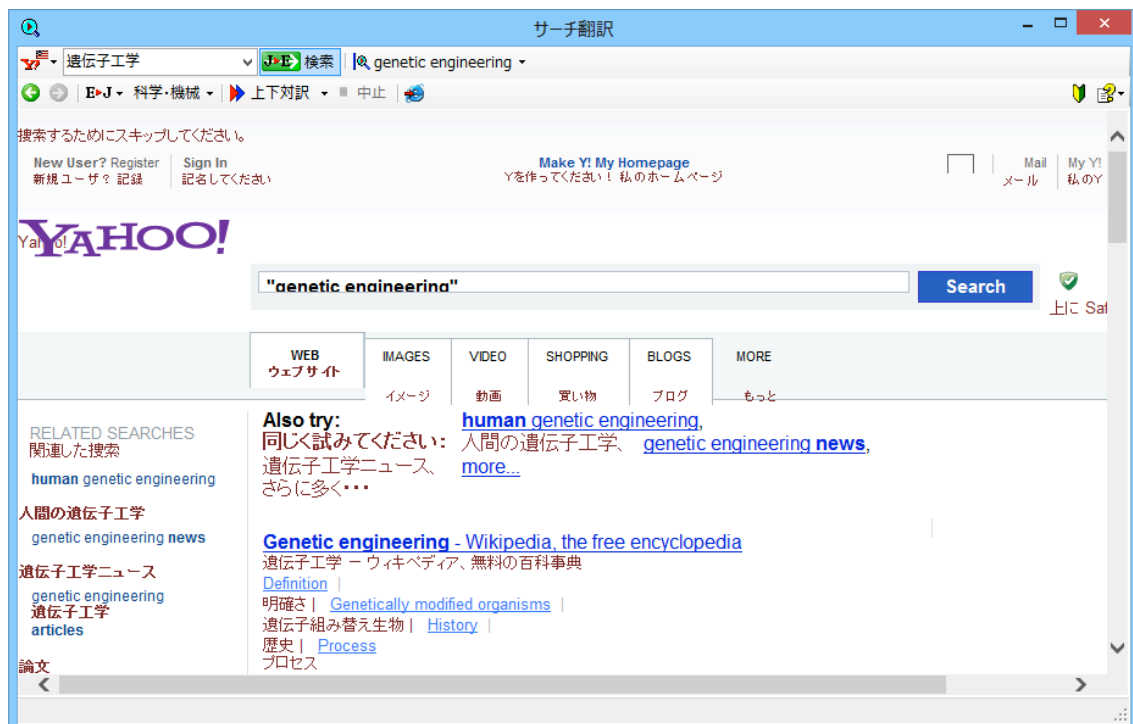 サーチ翻訳
遺伝子工学 J▶E 検索 genetic engineering
E▶J 科学・機械 上下対訳 中止
捜索するためにスキップしてください。
New User? Register Sign In Make Y! My Homepage Mail My Y!
新規ユーザ? 記録 記名してください Yを作ってください! 私のホームページ メール 私のY
Yahoo!
YAHOO!
"genetic engineering" Search
上に Saf
WEB IMAGES VIDEO SHOPPING BLOGS MORE
ウェブサイト イメージ 動画 買い物 ブログ もっと
RELATED SEARCHES
関連した捜索
human genetic engineering
人間の遺伝子工学
genetic engineering news
遺伝子工学ニュース
genetic engineering
遺伝子工学
articles
論文
Also try: human genetic engineering,
同じく試みてください: 人間の遺伝子工学、 genetic engineering news,
遺伝子工学ニュース、 more...
さらに多く・・・
Genetic engineering - Wikipedia, the free encyclopedia
遺伝子工学 - ウィキペディア、無料の百科事典
Definition |
明確さ | Genetically modified organisms |
遺伝子組み替え生物 | History |
歴史 | Process
プロセス